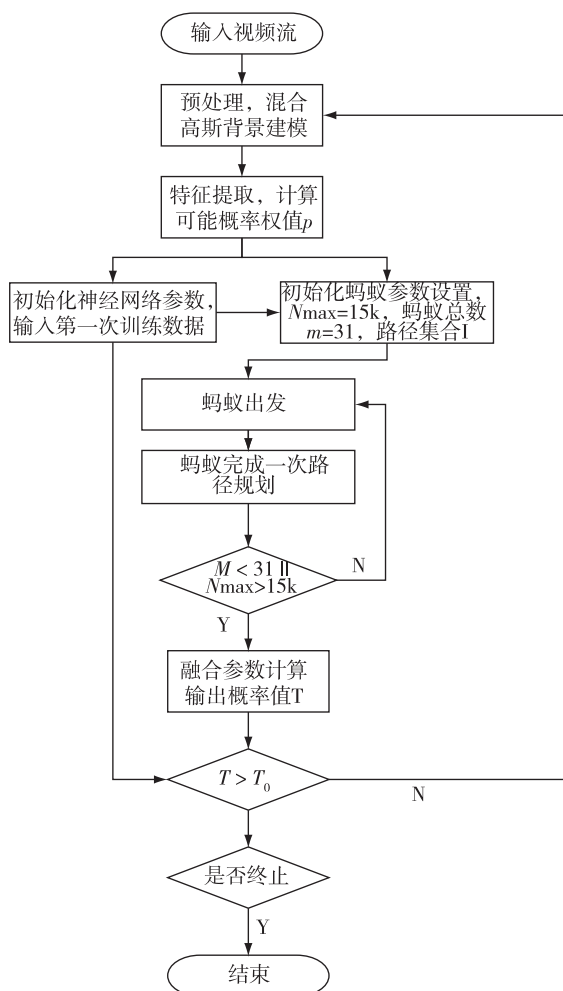 输入视频流
预处理，混合
高斯背景建模
特征提取，计算
可能概率权值p
初始化神经网络参数，
输入第一次训练数据
初始化蚂蚁参数设置，
Nmax=15k，蚂蚁总数
m=31，路径集合I
蚂蚁出发
蚂蚁完成一次路
径规划
M < 31 ||
Nmax>15k
N
Y
融合参数计算
输出概率值T
T > T₀
N
是否终止
Y
结束